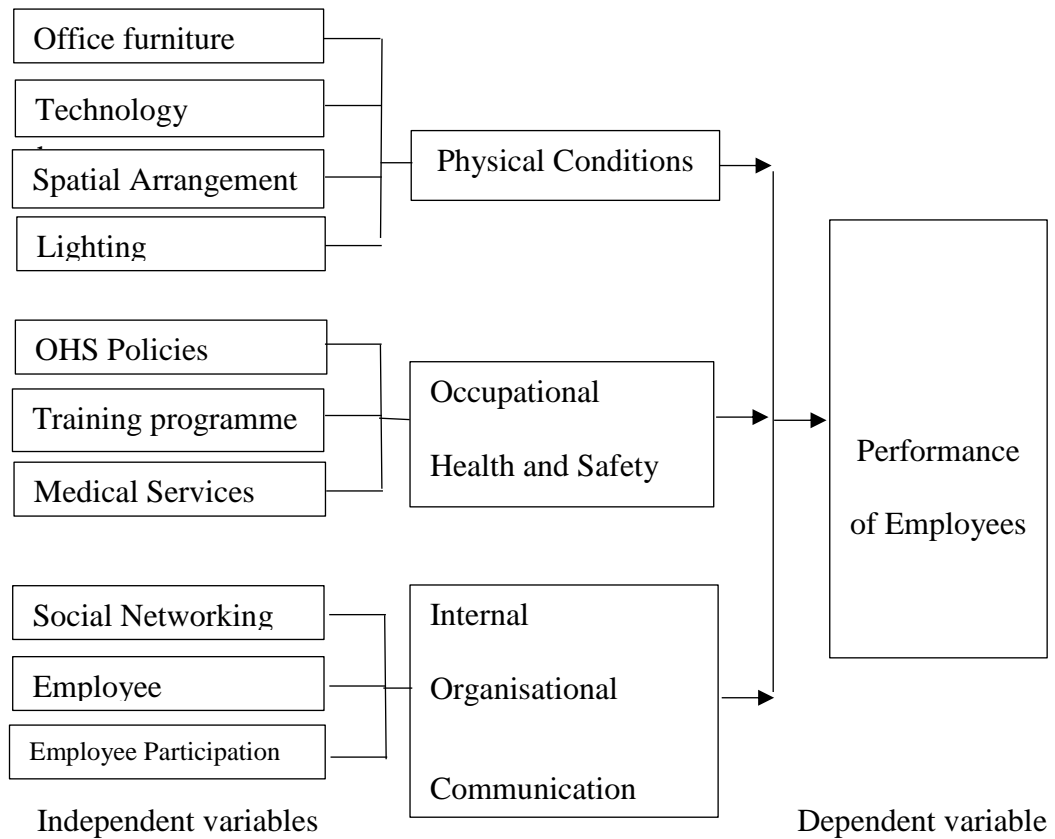 Office furniture
Technology
Spatial Arrangement
Lighting
Physical Conditions
OHS Policies
Training programme
Medical Services
Occupational
Health and Safety
Social Networking
Employee
Employee Participation
Internal
Organisational
Communication
Performance
of Employees
Independent variables
Dependent variable